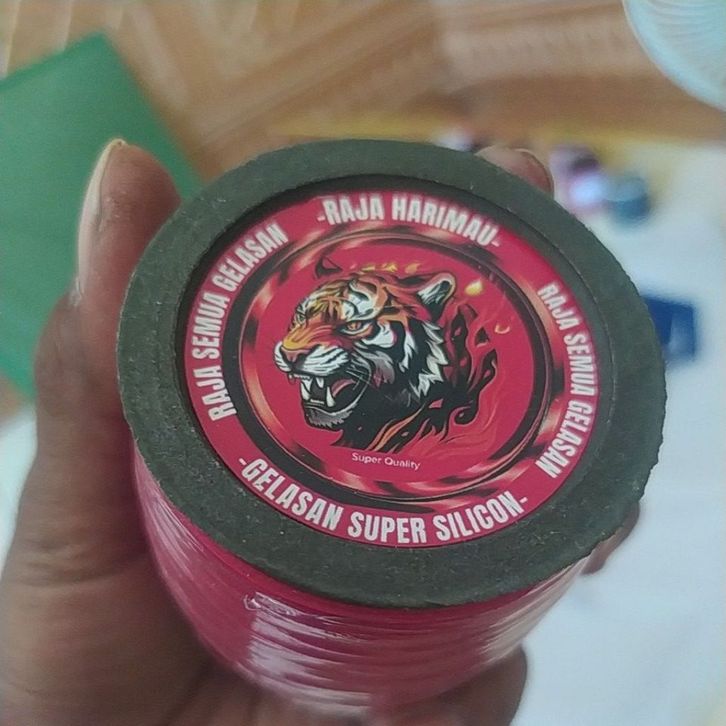 -RAJA HARIMAU-
RAJA SEMUA GELASAN
RAJA SEMUA GELASAN
Super Quality
-GELASAN SUPER SILICON-